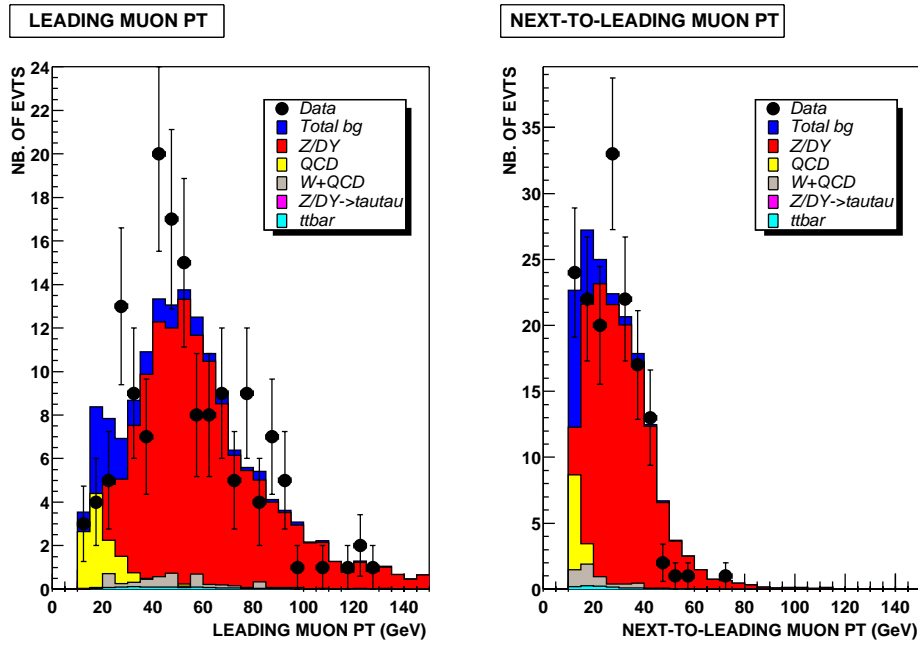 LEADING MUON PT
NEXT-TO-LEADING MUON PT
NB. OF EVTS
24
22
20
18
16
14
12
10
8
6
4
2
0
Data
Total bg
Z/DY
QCD
W+QCD
Z/DY->tautau
ttbar
0 20 40 60 80 100 120 140
LEADING MUON PT (GeV)
NB. OF EVTS
35
30
25
20
15
10
5
0
Data
Total bg
Z/DY
QCD
W+QCD
Z/DY->tautau
ttbar
0 20 40 60 80 100 120 140
NEXT-TO-LEADING MUON PT (GeV)